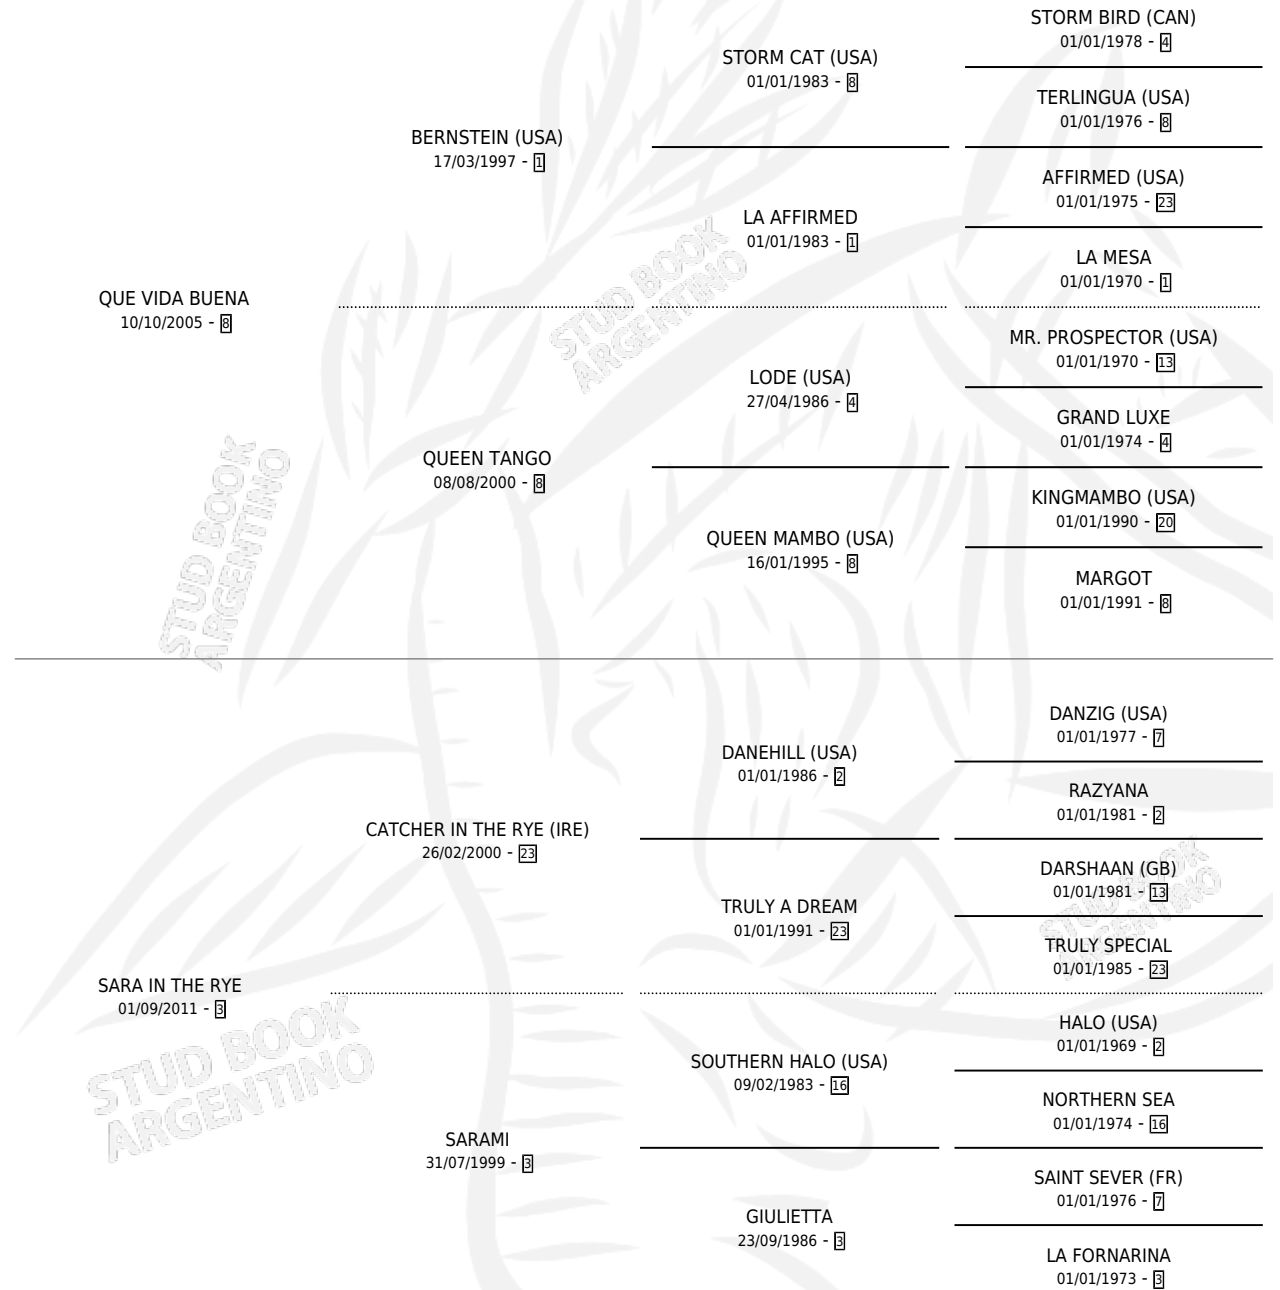 STORM BIRD (CAN)
01/01/1978 - 4
STORM CAT (USA)
01/01/1983 - 8
TERLINGUA (USA)
01/01/1976 - 8
BERNSTEIN (USA)
17/03/1997 - 1
AFFIRMED (USA)
01/01/1975 - 23
LA AFFIRMED
01/01/1983 - 1
LA MESA
01/01/1970 - 1
QUE VIDA BUENA
10/10/2005 - 8
MR. PROSPECTOR (USA)
01/01/1970 - 13
LODE (USA)
27/04/1986 - 4
GRAND LUXE
01/01/1974 - 4
QUEEN TANGO
08/08/2000 - 8
KINGMAMBO (USA)
01/01/1990 - 20
QUEEN MAMBO (USA)
16/01/1995 - 8
MARGOT
01/01/1991 - 8
STUD BOOK
ARGENTINO
STUD BOOK
ARGENTINO
DANZIG (USA)
01/01/1977 - 7
DANEHILL (USA)
01/01/1986 - 2
RAZYANA
01/01/1981 - 2
CATCHER IN THE RYE (IRE)
26/02/2000 - 23
DARSHAAN (GB)
01/01/1981 - 13
TRULY A DREAM
01/01/1991 - 23
TRULY SPECIAL
01/01/1985 - 23
STUD BOOK
ARGENTINO
SARA IN THE RYE
01/09/2011 - 3
HALO (USA)
01/01/1969 - 2
SOUTHERN HALO (USA)
09/02/1983 - 16
NORTHERN SEA
01/01/1974 - 16
STUD BOOK
ARGENTINO
SARAMI
31/07/1999 - 3
SAINT SEVER (FR)
01/01/1976 - 7
GIULIETTA
23/09/1986 - 3
LA FORNARINA
01/01/1973 - 3